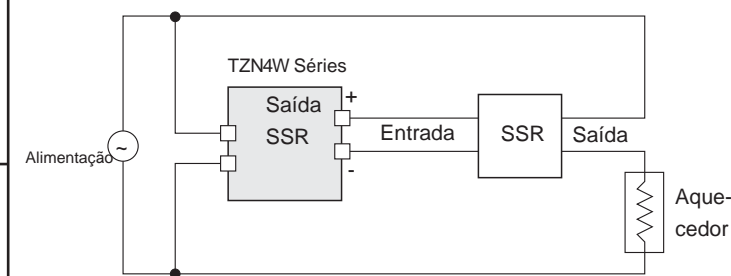 TZN4W Séries
Saída
SSR
+
-
Entrada
SSR
Saída
Alimentação
~
Aque-
cedor